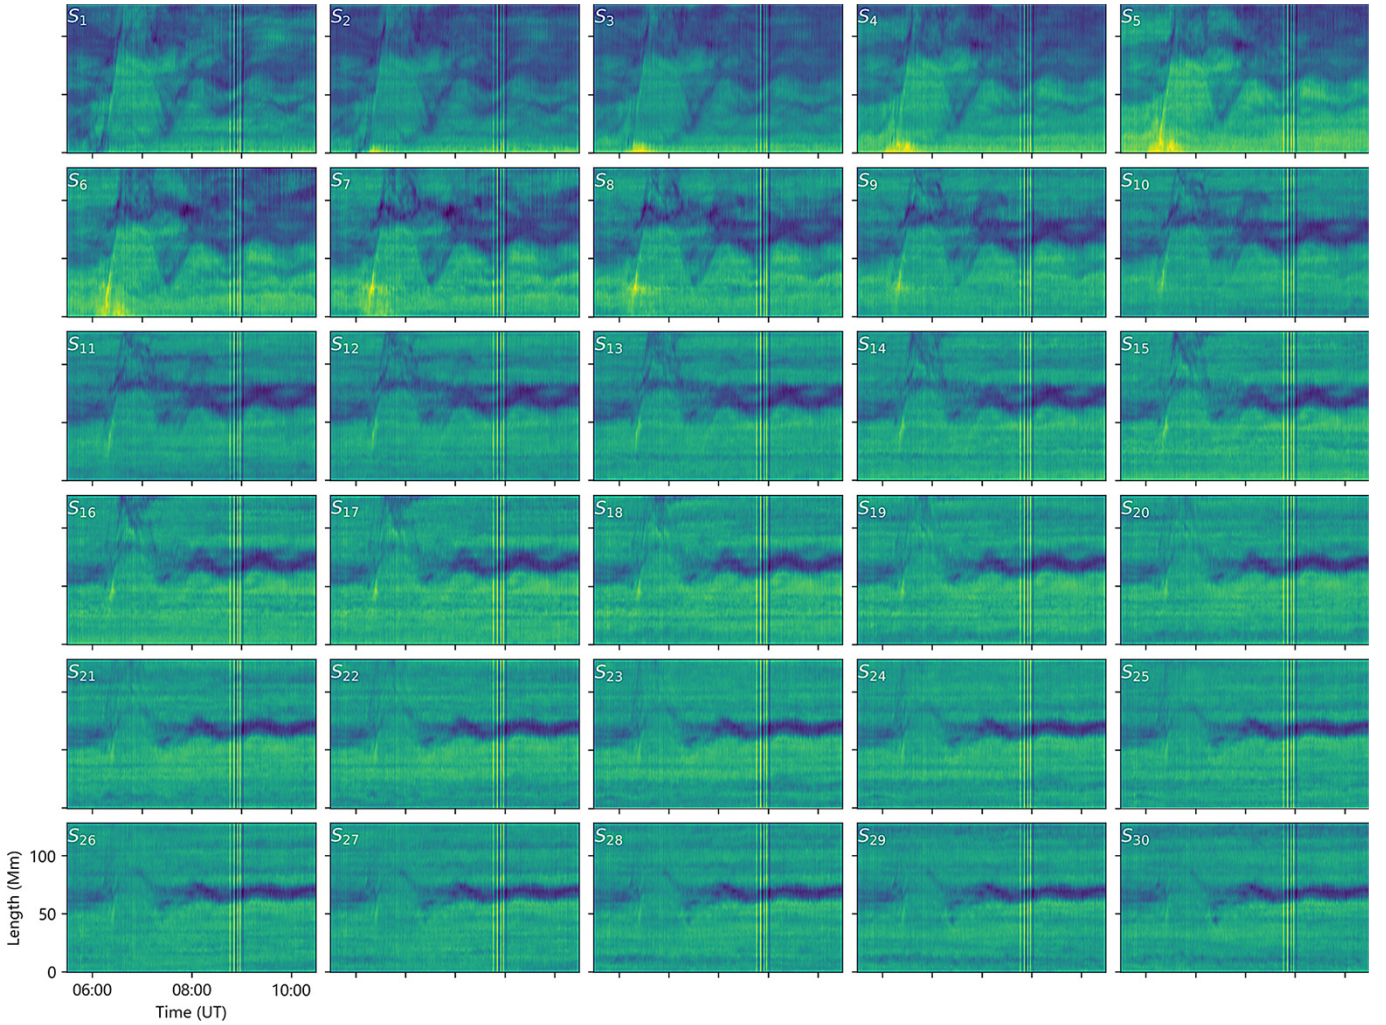 S1 S2 S3 S4 S5
S6 S7 S8 S9 S10
S11 S12 S13 S14 S15
S16 S17 S18 S19 S20
S21 S22 S23 S24 S25
S26 S27 S28 S29 S30
100
50
0
Length (Mm)
06:00 08:00 10:00
Time (UT)